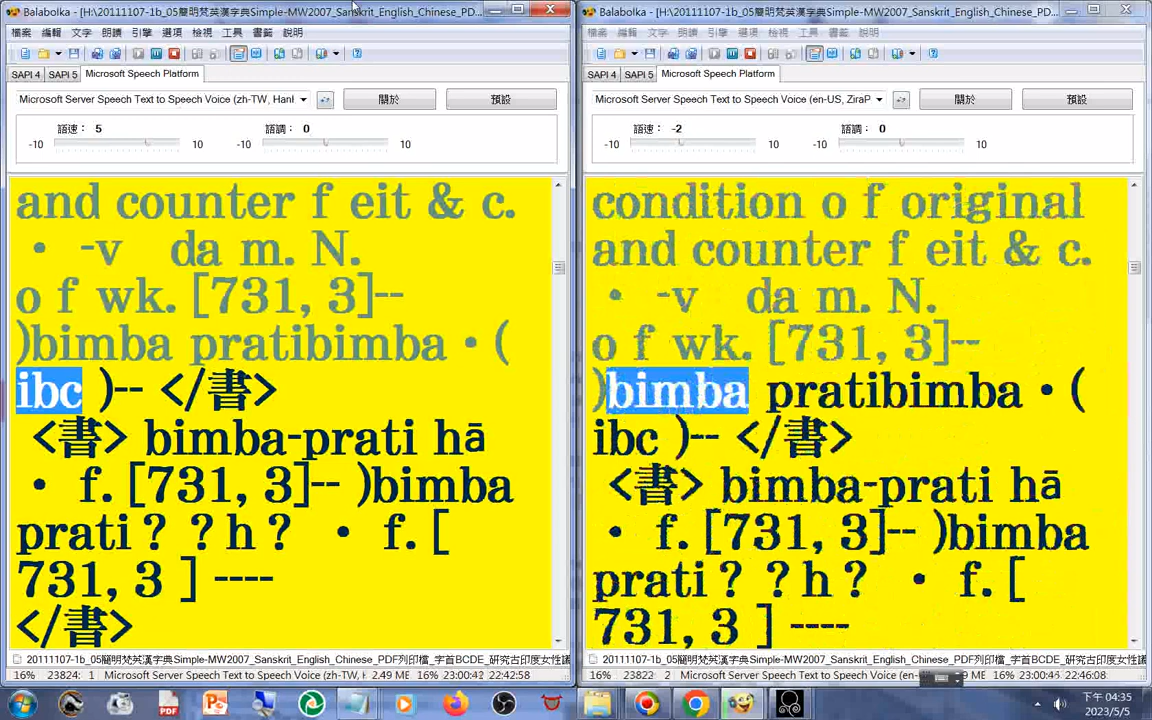 Balabolka - [H:\20111107-1b_05簡明梵英漢字典Simple-MW2007_Sanskrit_English_Chinese_PD...
檔案 編輯 文字 朗讀 引擎 選項 檢視 工具 書籤 說明
SAPI 4 SAPI 5 Microsoft Speech Platform
Microsoft Server Speech Text to Speech Voice (zh-TW, HanH
關於 預設
語速： 5 語調： 0
-10 10 -10 10
and counter f eit & c.
• -v da m. N.
o f wk. [731, 3]--
)bimba pratibimba • (
ibc )-- </書>
<書> bimba-prati hā
• f. [731, 3]-- )bimba
prati？ ？h？ • f. [
731, 3 ] ----
</書>
20111107-1b_05簡明梵英漢字典Simple-MW2007_Sanskrit_English_Chinese_PDF列印檔_字首BCDE_研究古印度女性議
16% 23824: 1 Microsoft Server Speech Text to Speech Voice (zh-TW, H 2.49 ME 16% 23:00:42 22:42:58
Balabolka - [H:\20111107-1b_05簡明梵英漢字典Simple-MW2007_Sanskrit_English_Chinese_PD...
檔案 編輯 文字 朗讀 引擎 選項 檢視 工具 書籤 說明
SAPI 4 SAPI 5 Microsoft Speech Platform
Microsoft Server Speech Text to Speech Voice (en-US, ZiraP
關於 預設
語速： -2 語調： 0
-10 10 -10 10
condition o f original
and counter f eit & c.
• -v da m. N.
o f wk. [731, 3]--
)bimba pratibimba • (
ibc )-- </書>
<書> bimba-prati hā
• f. [731, 3]-- )bimba
prati？ ？h？ • f. [
731, 3 ] ----
20111107-1b_05簡明梵英漢字典Simple-MW2007_Sanskrit_English_Chinese_PDF列印檔_字首BCDE_研究古印度女性議
16% 23822 2 Microsoft Server Speech Text to Speech Voice (en-US, 9 ME 16% 23:00:42 22:46:08
下午 04:35
2023/5/5